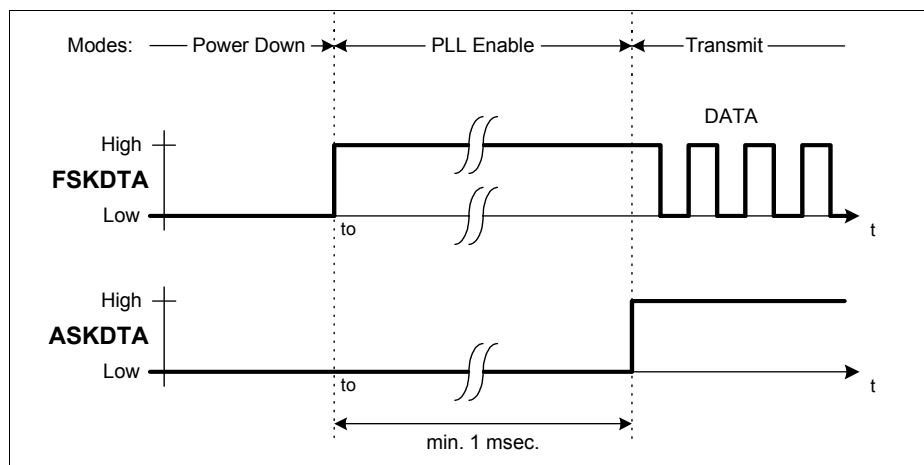 Modes: Power Down PLL Enable Transmit
DATA
High
FSKDTA
Low
to
t
High
ASKDTA
Low
to
t
min. 1 msec.